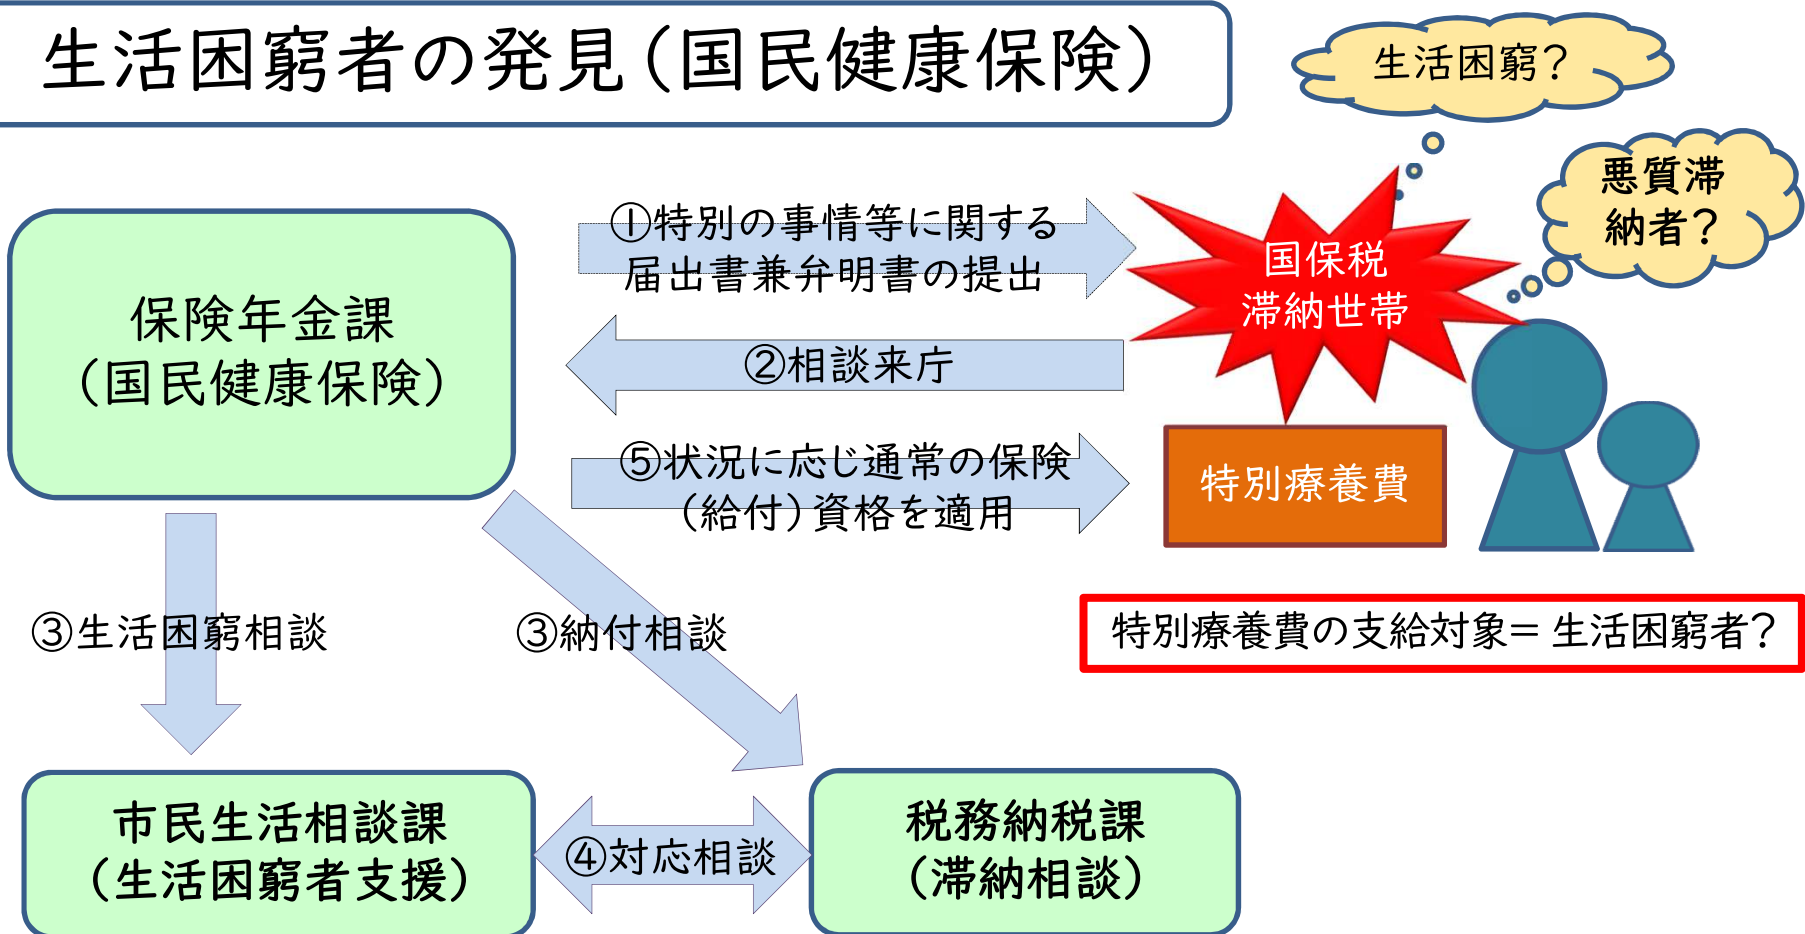 生活困窮者の発見(国民健康保険)
生活困窮?
悪質滞
納者?
①特別の事情等に関する
届出書兼弁明書の提出
国保税
滞納世帯
保険年金課
(国民健康保険)
②相談来庁
⑤状況に応じ通常の保険
(給付)資格を適用
特別療養費
③生活困窮相談
③納付相談
特別療養費の支給対象=生活困窮者?
市民生活相談課
(生活困窮者支援)
④対応相談
税務納税課
(滞納相談)